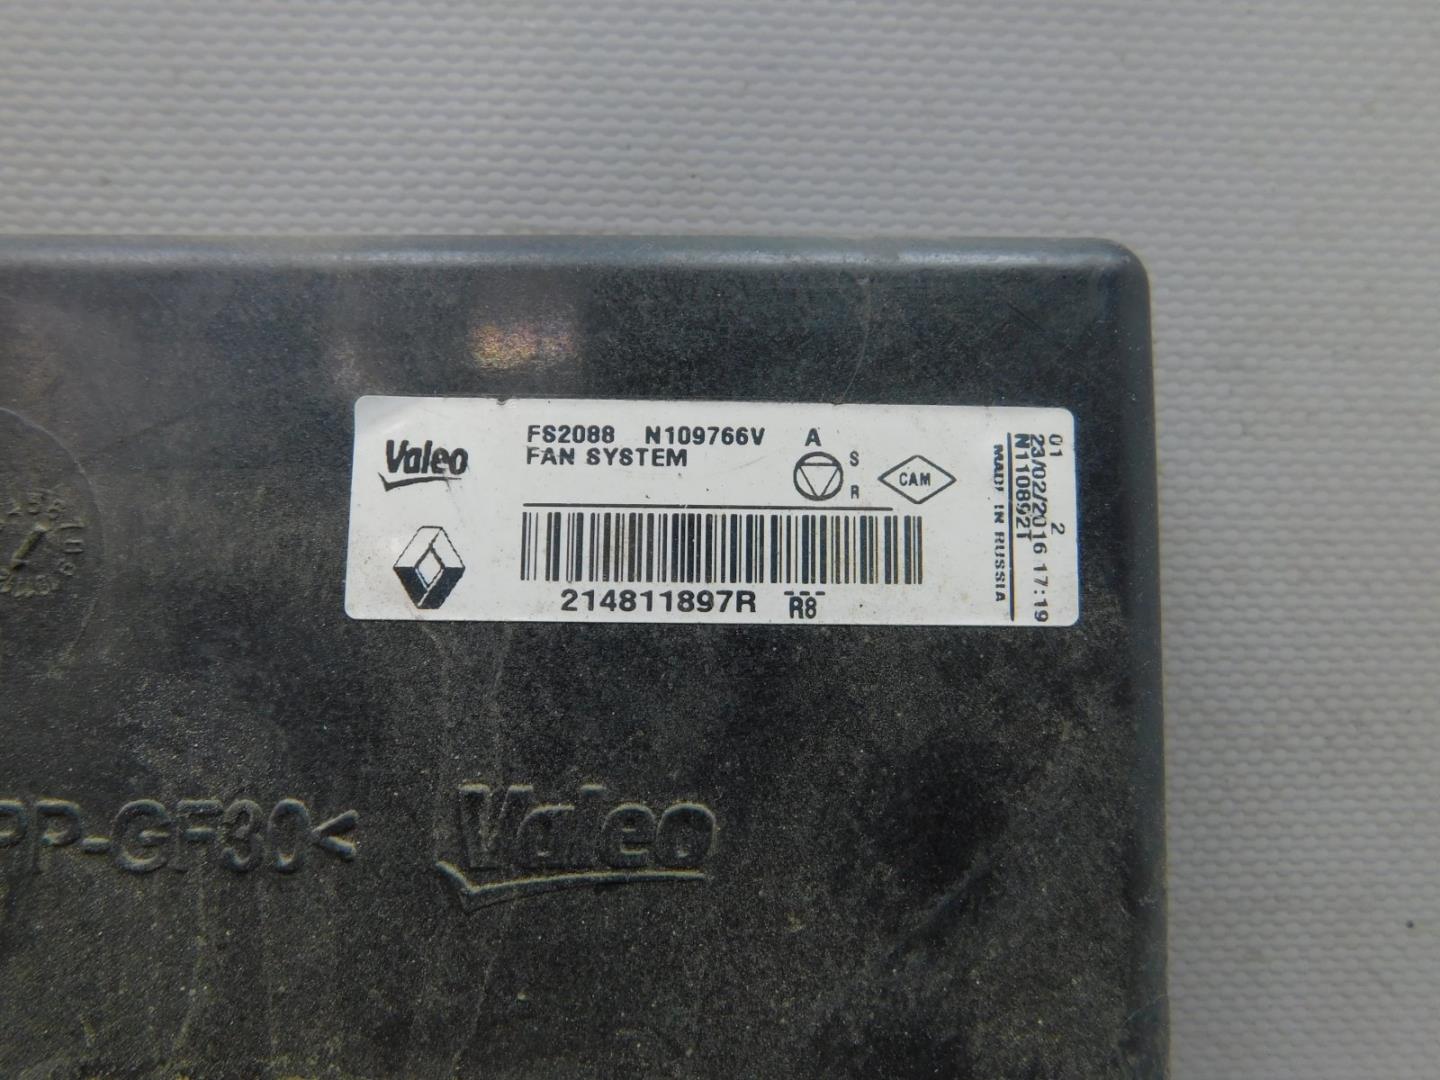 Valeo
FS2088 N109766V A
FAN SYSTEM
S
R
CAM
214811897R R8
01 2
23/02/2016 17:19
N110892T
MADE IN RUSSIA
PP-GF30<
Valeo